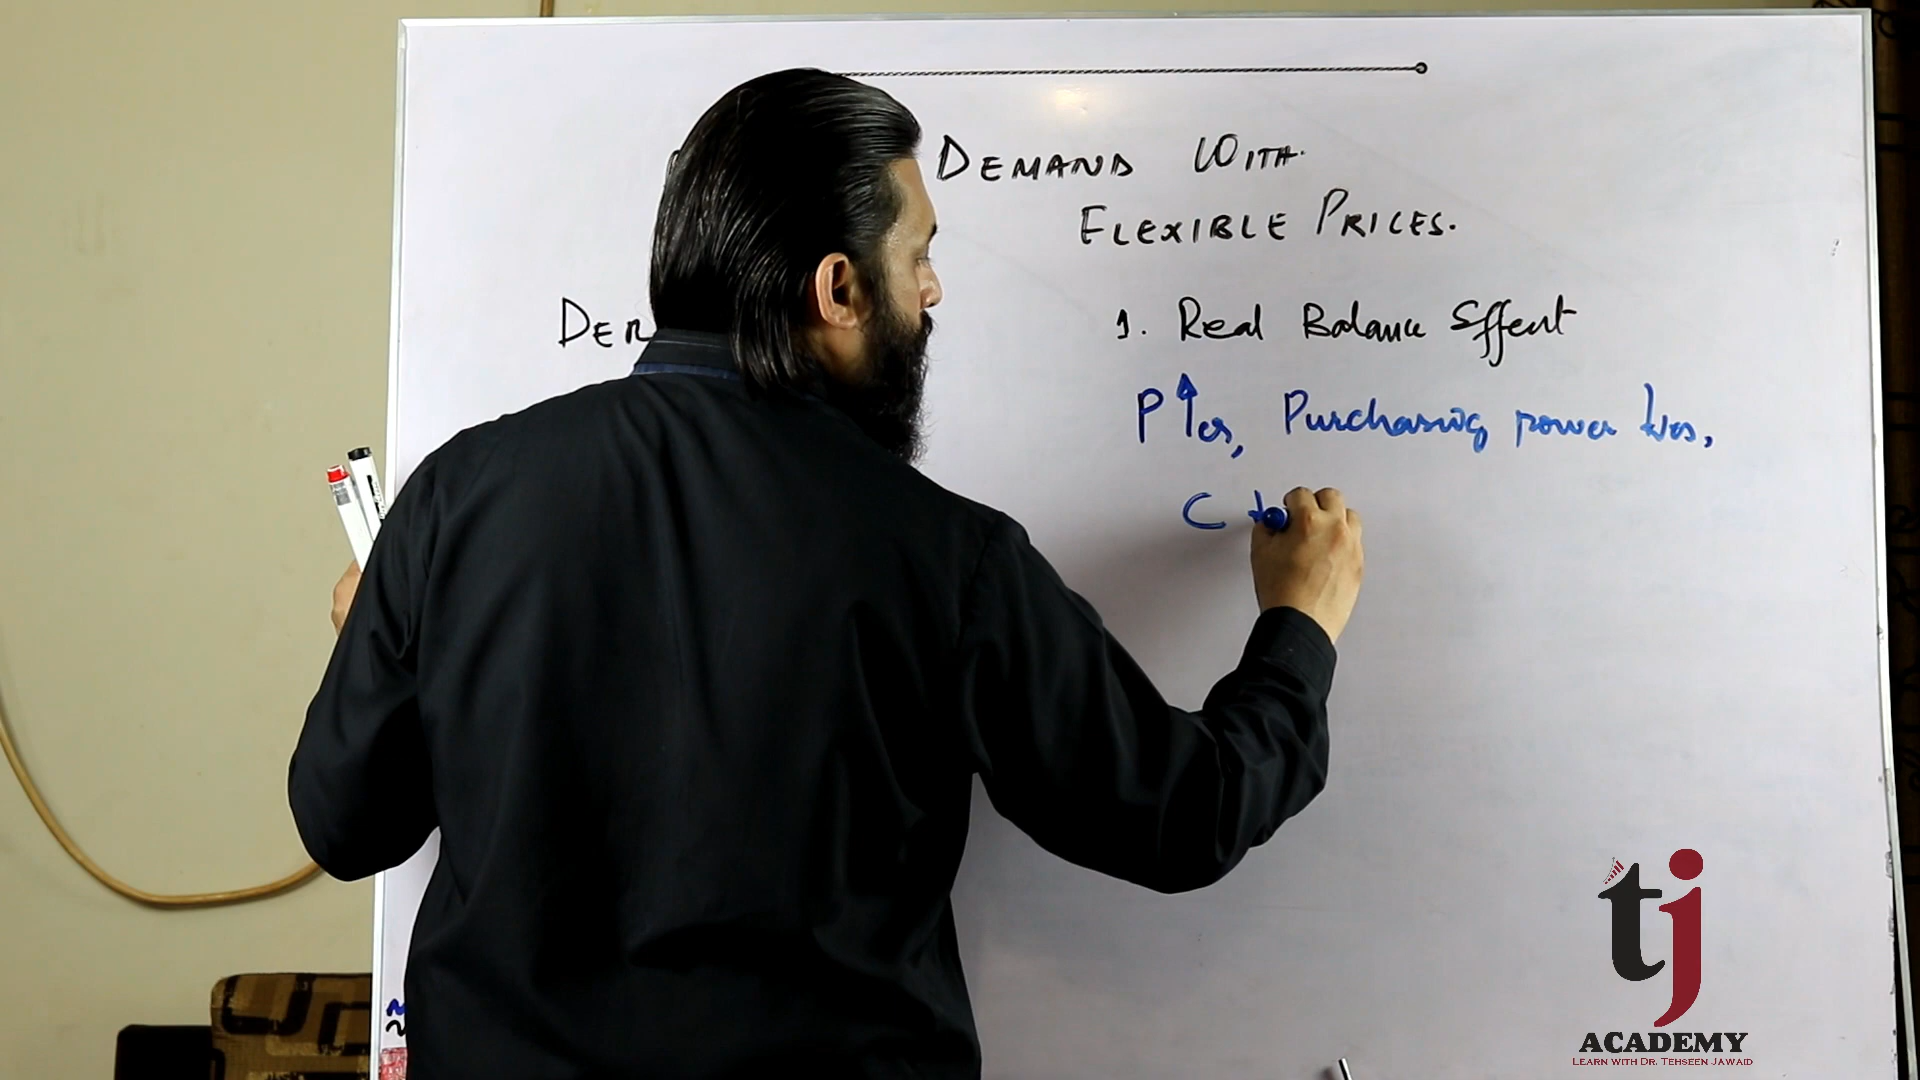 DEMAND WITH
FLEXIBLE PRICES.
DER
1. Real Balance Effect
P↑es, Purchasing power ↓es,
C ↓
tj
ACADEMY
LEARN WITH DR. TEHSEEN JAWAID